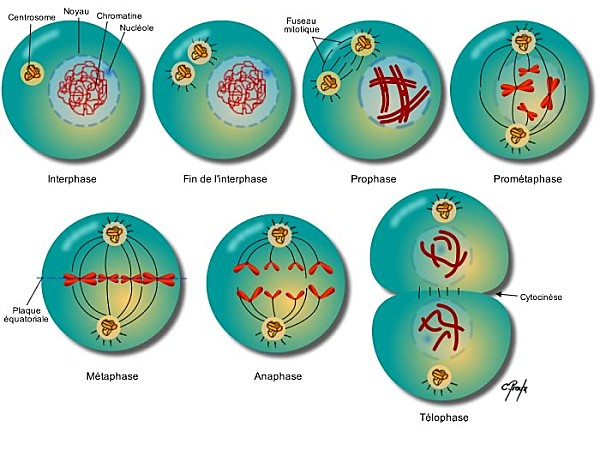 Centrosome
Noyau
Chromatine
Nucléole
Fuseau
mitotique
Interphase
Fin de l'interphase
Prophase
Prométaphase
Plaque
équatoriale
Cytocinèse
Métaphase
Anaphase
Télophase